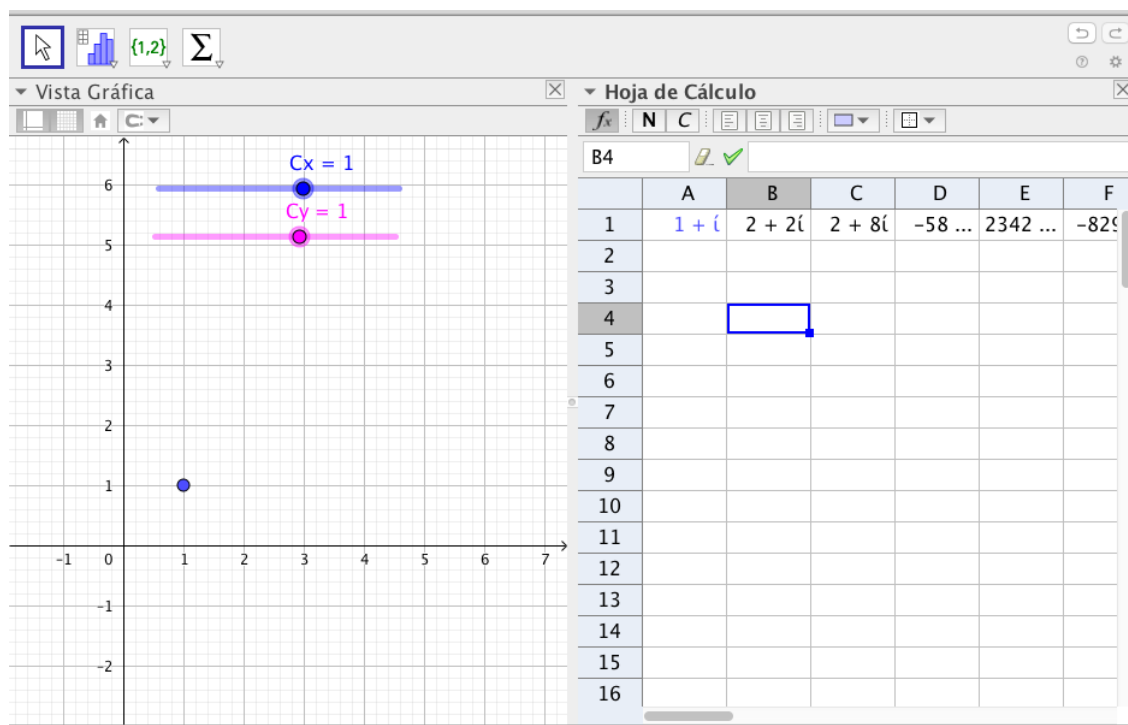 {1,2} Σ
Vista Gráfica
Hoja de Cálculo
fx N C
B4
A B C D E F
1 1 + ί 2 + 2ί 2 + 8ί -58 ... 2342 ...
2
3
4
5
6
7
8
9
10
11
12
13
14
15
16
Cx = 1
Cy = 1
6
5
4
3
2
1
-1 0 1 2 3 4 5 6 7
-1
-2